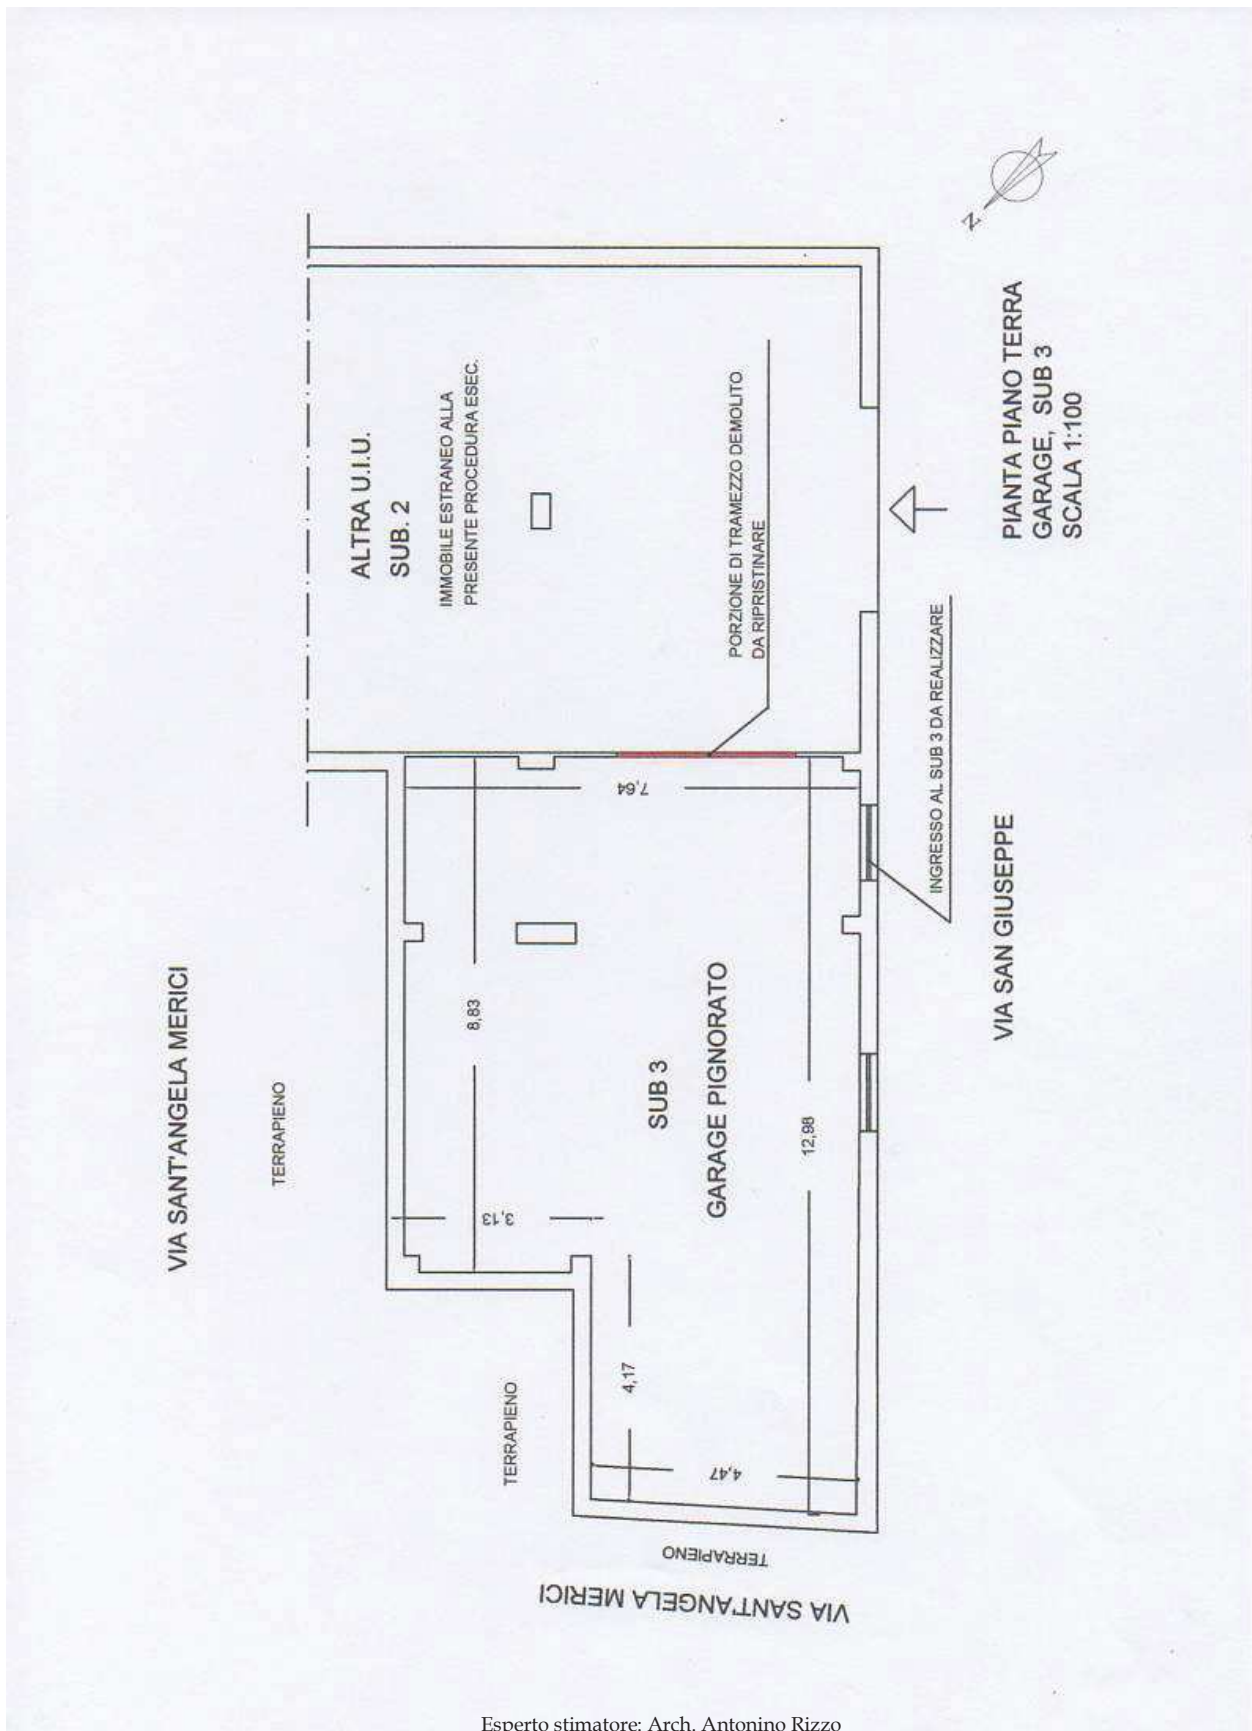 VIA SANT'ANGELA MERICI
TERRAPIENO
ALTRA U.I.U.
SUB. 2
IMMOBILE ESTRANEO ALLA
PRESENTE PROCEDURA ESEC.
8,83
3,13
TERRAPIENO
4,17
7,64
SUB 3
GARAGE PIGNORATO
PORZIONE DI TRAMEZZO DEMOLITO
DA RIPRISTINARE
12,98
4,47
TERRAPIENO
VIA SANT'ANGELA MERICI
INGRESSO AL SUB 3 DA REALIZZARE
VIA SAN GIUSEPPE
N
PIANTA PIANO TERRA
GARAGE, SUB 3
SCALA 1:100
Esperto stimatore: Arch. Antonino Rizzo